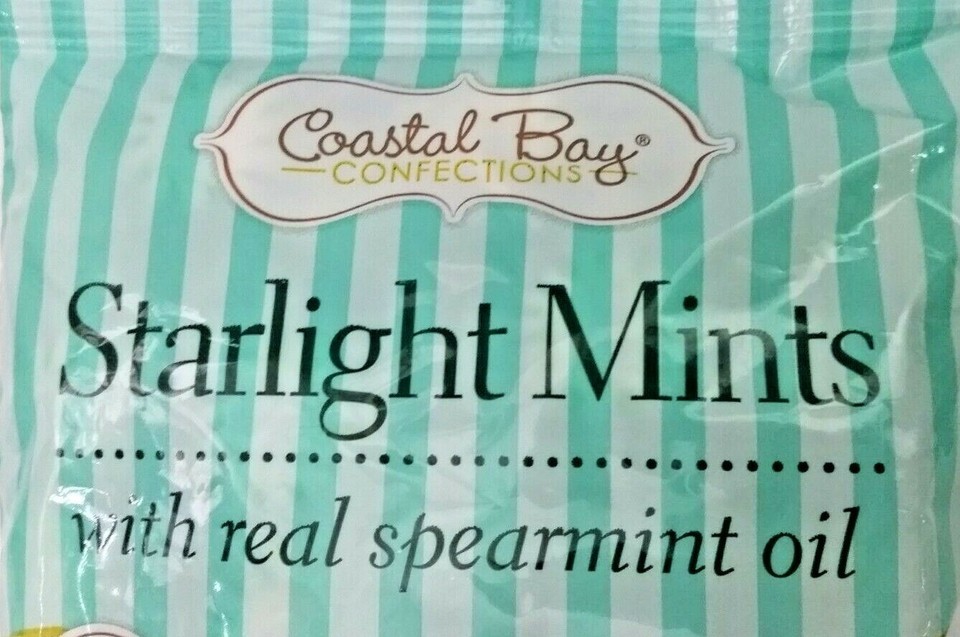 Coastal Bay®
CONFECTIONS
Starlight Mints
with real spearmint oil